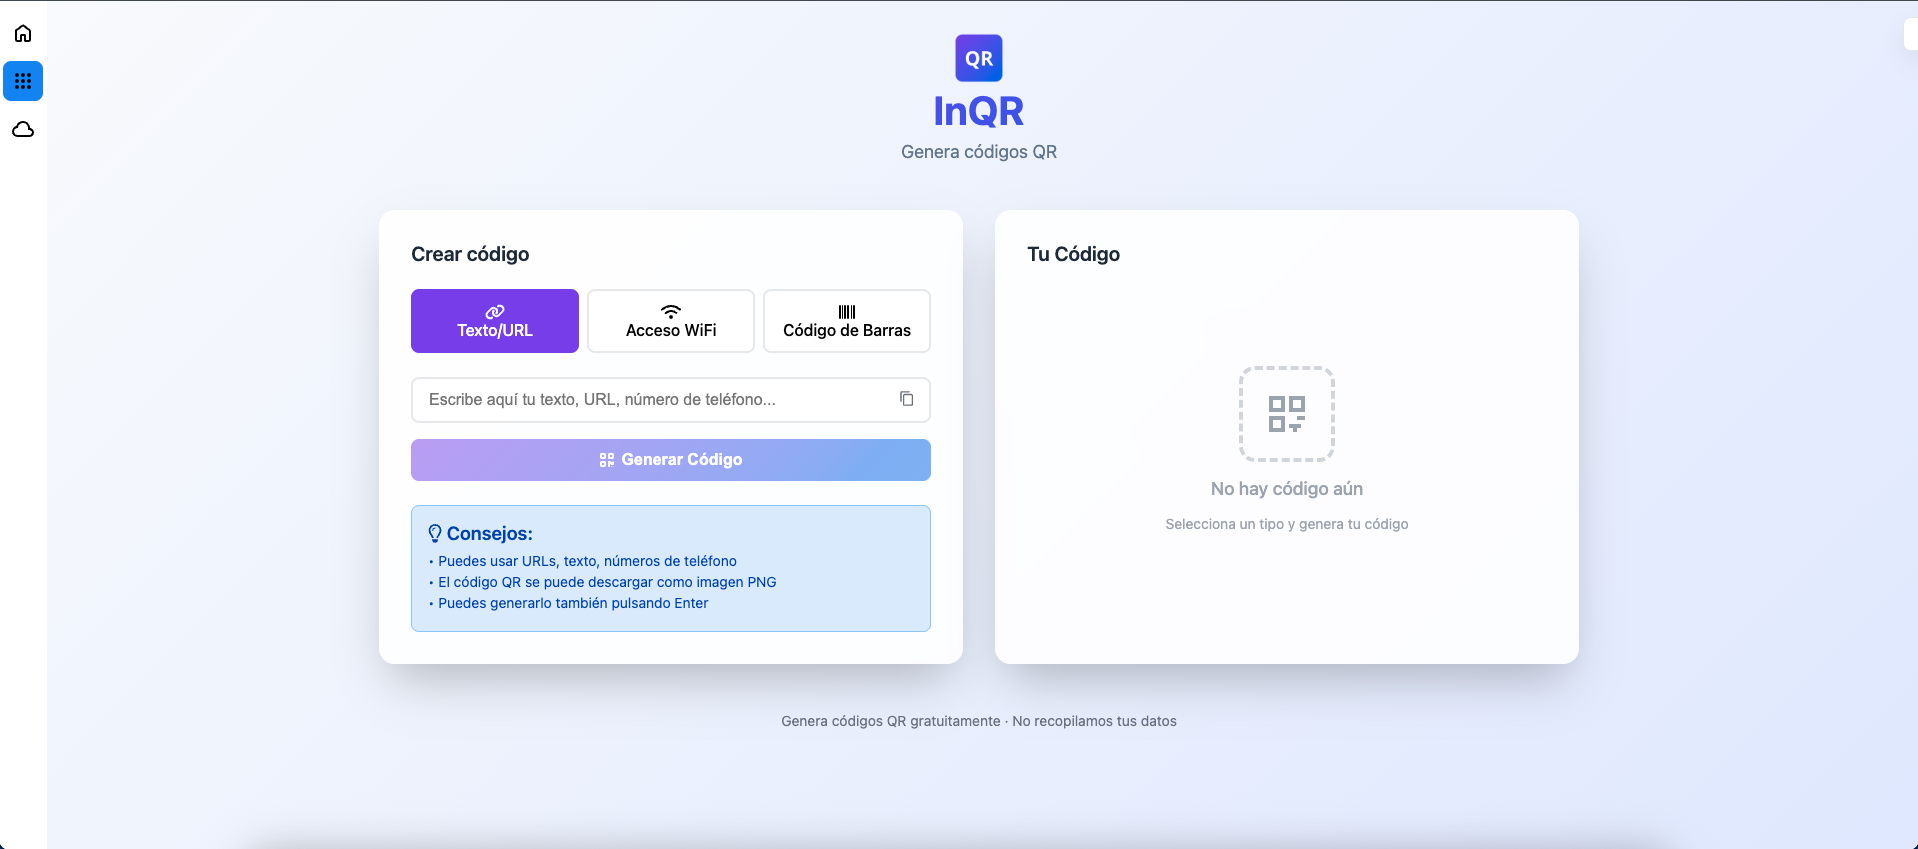 QR
InQR
Genera códigos QR
Crear código
Texto/URL
Acceso WiFi
Código de Barras
Escribe aquí tu texto, URL, número de teléfono...
Generar Código
Consejos:
• Puedes usar URLs, texto, números de teléfono
• El código QR se puede descargar como imagen PNG
• Puedes generarlo también pulsando Enter
Tu Código
No hay código aún
Selecciona un tipo y genera tu código
Genera códigos QR gratuitamente · No recopilamos tus datos